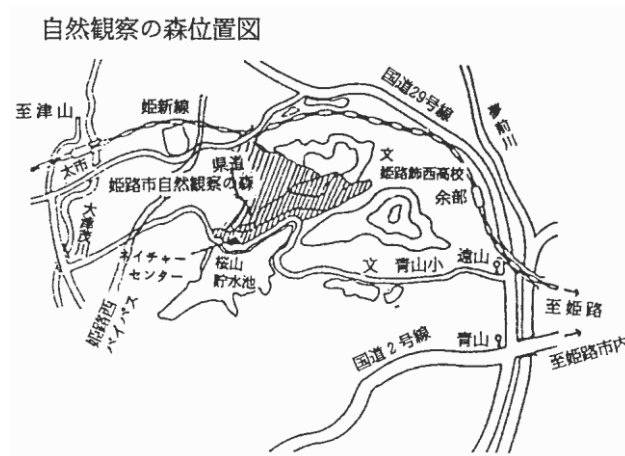 自然観察の森位置図
国道29号線
夢前川
至津山
姫新線
太市
県道
文
姫路飾西高校
姫路市自然観察の森
余部
大津茂
ネイチャー
センター
桜山
貯水池
文 青山小
遠山
姫路西
バイパス
至姫路
青山
国道2号線
至姫路市内